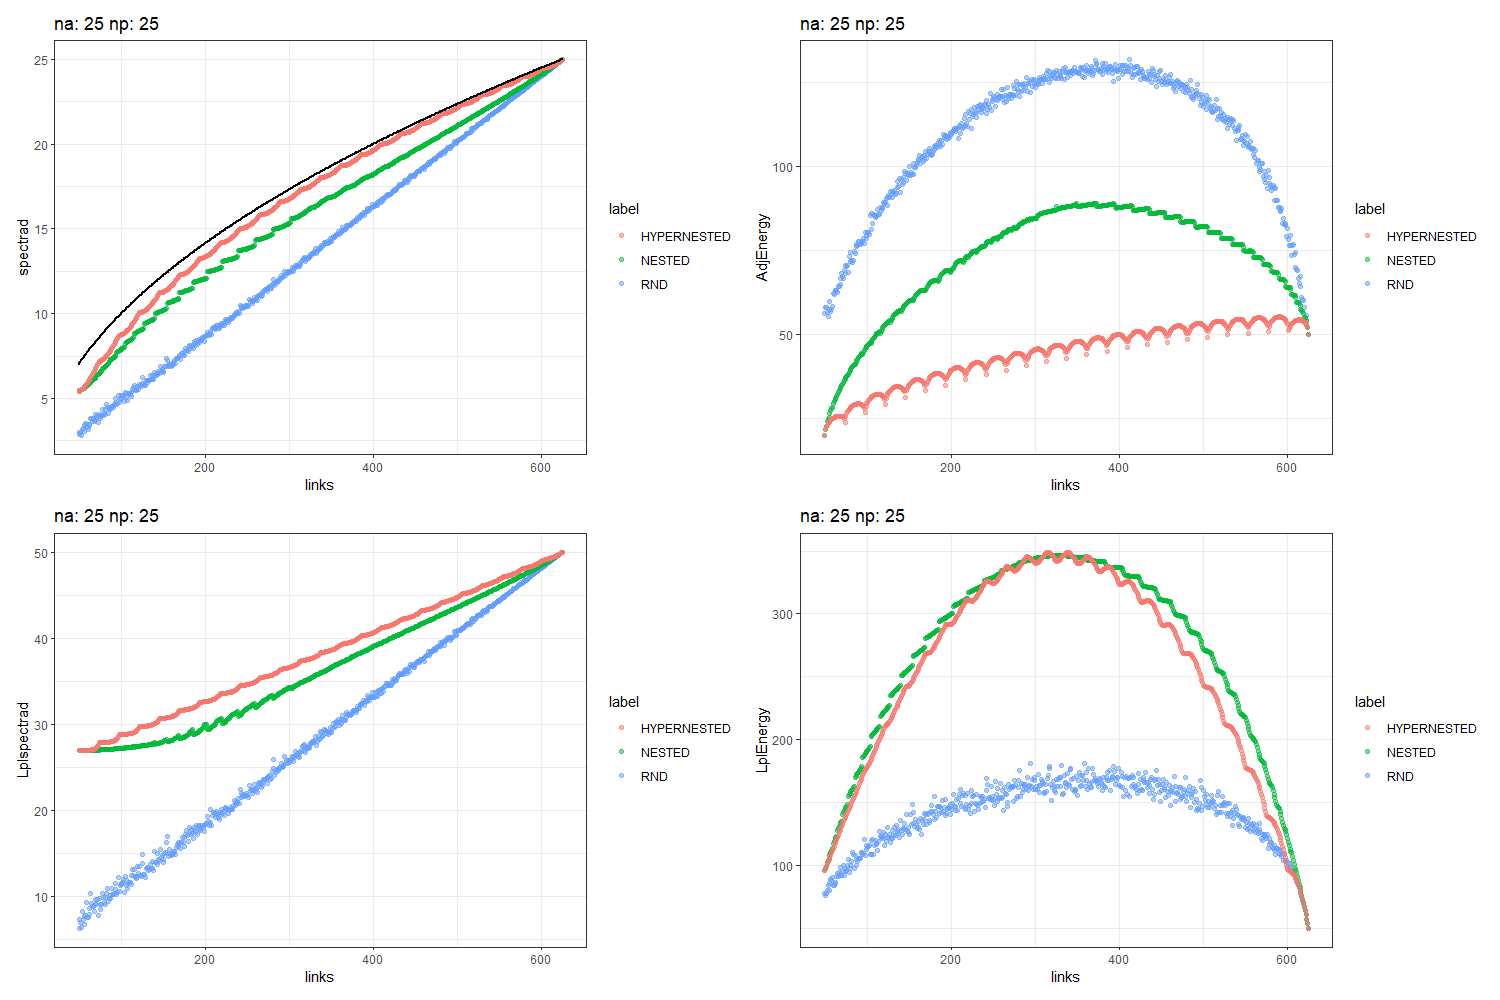 na: 25 np: 25
spectrad
25
20
15
10
5
200
400
600
links
label
HYPERNESTED
NESTED
RND
na: 25 np: 25
AdjEnergy
100
50
200
400
600
links
label
HYPERNESTED
NESTED
RND
na: 25 np: 25
Lplspectrad
50
40
30
20
10
200
400
600
links
label
HYPERNESTED
NESTED
RND
na: 25 np: 25
LplEnergy
300
200
100
200
400
600
links
label
HYPERNESTED
NESTED
RND